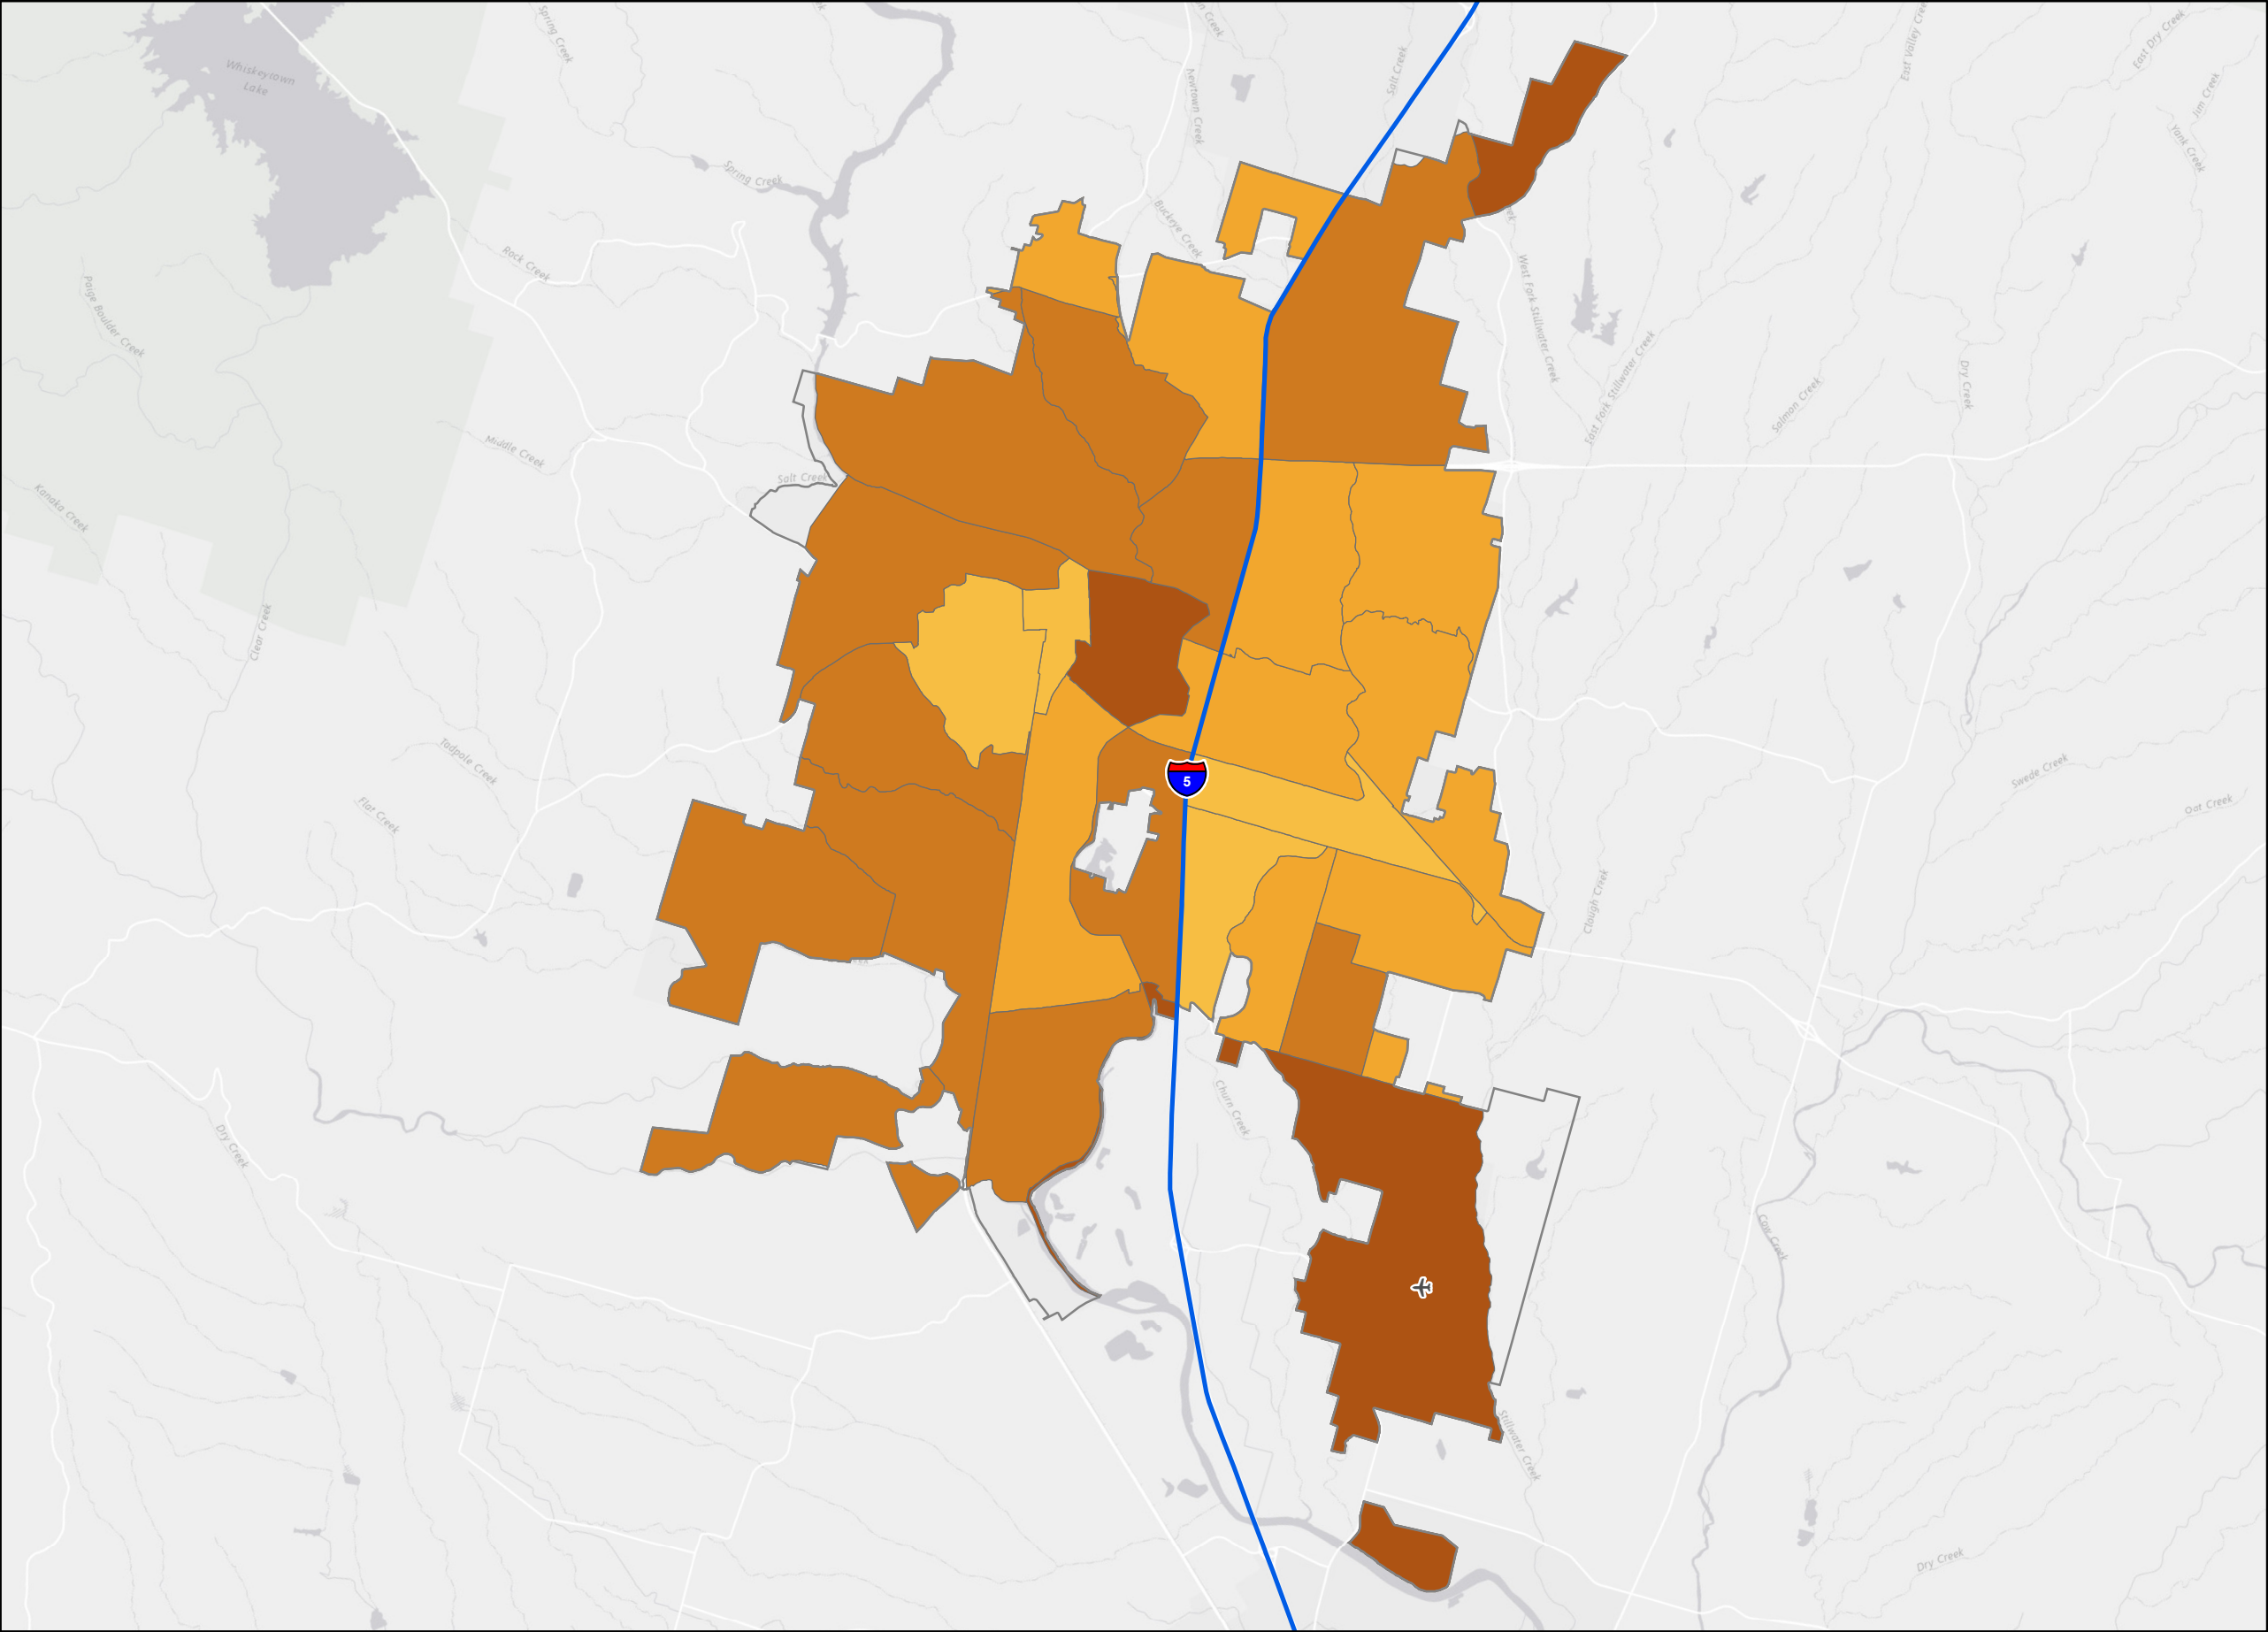 Spring Creek
Salt Creek
East Valley Cree
East Dry Creek
Whiskeytown
Lake
Newtown Creek
Jim Creek
Yank Creek
Spring Creek
Buckeye Creek
Rock Creek
West Fork Stillwater Creek
Paige Boulder Creek
East Fork Stillwater Creek
Dry Creek
Salmon Creek
Middle Creek
Salt Creek
Kanaka Creek
Clear Creek
Tadpole Creek
5
Swede Creek
Oat Creek
Flat Creek
Clough Creek
Churn Creek
Dry Creek
Cow Creek
Stillwater Creek
Dry Creek